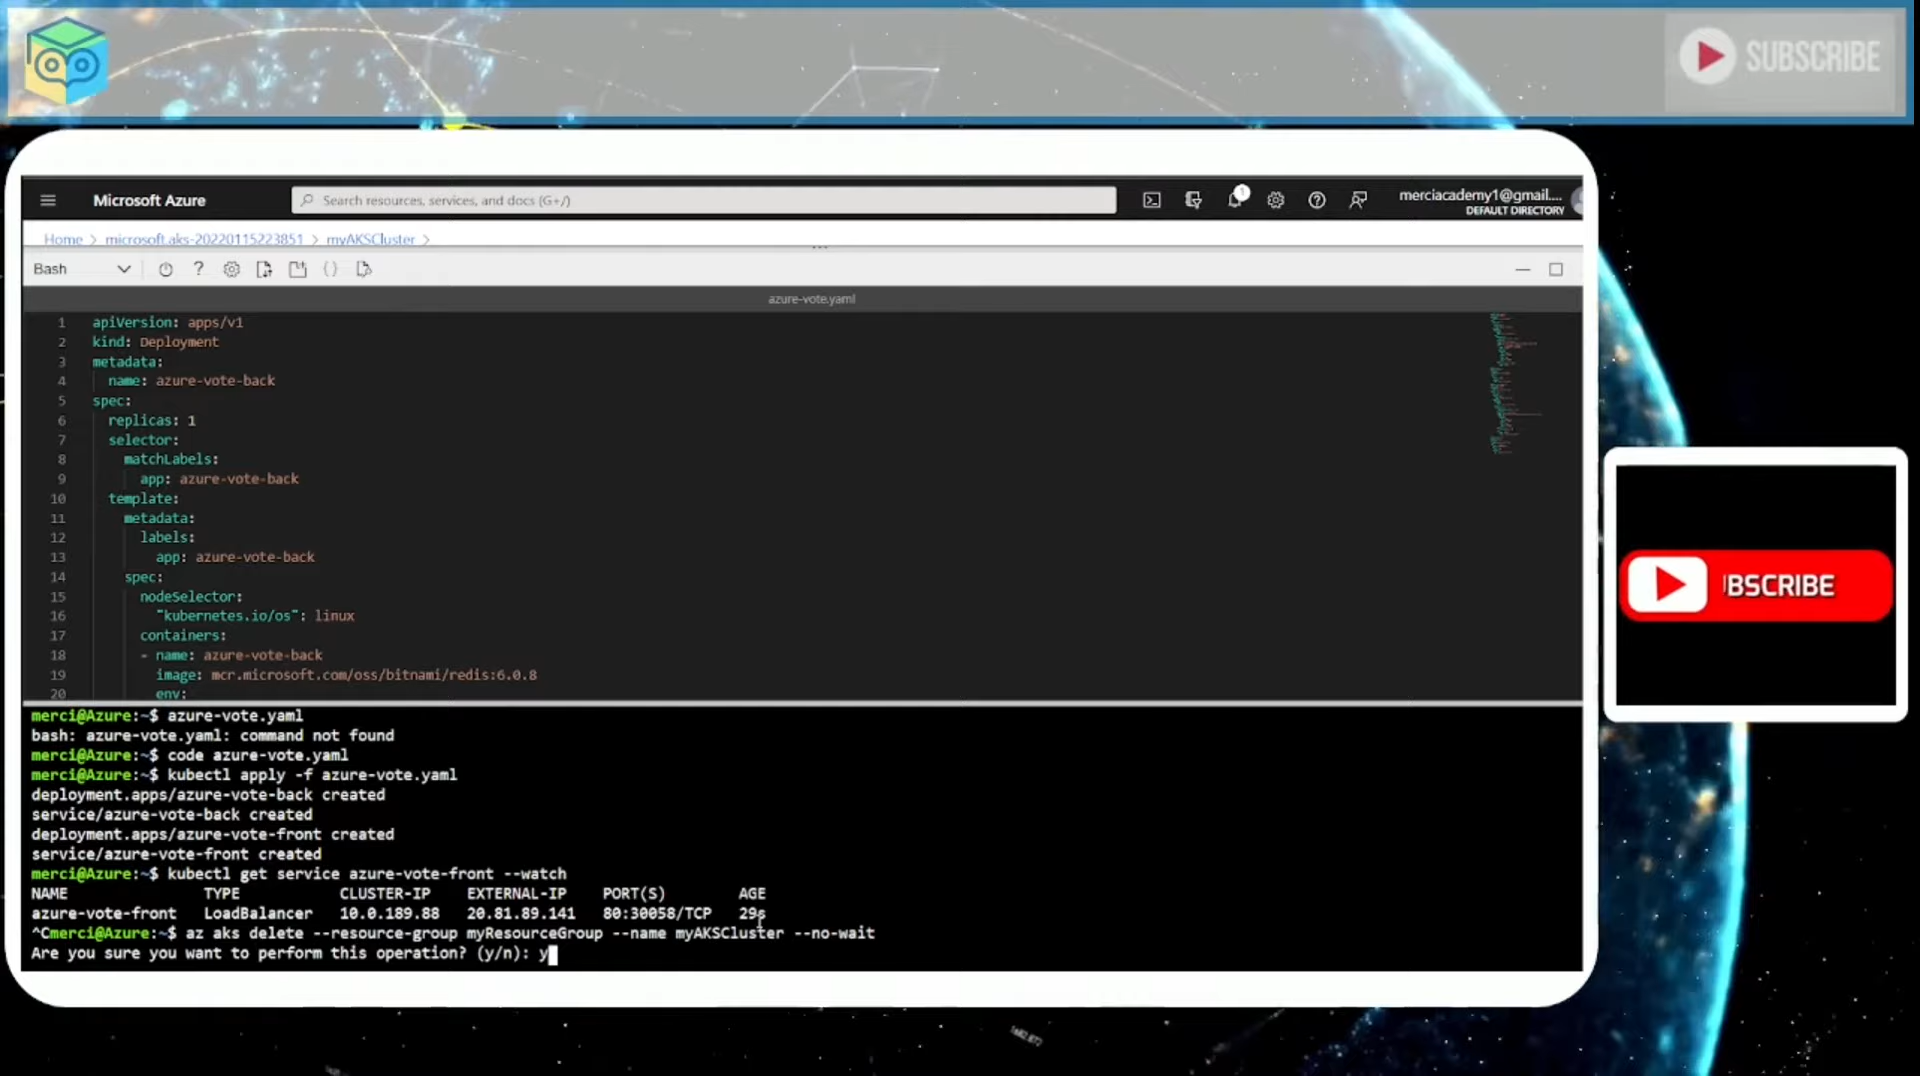 SUBSCRIBE
Microsoft Azure
Search resources, services, and docs (G+/)
1
merciacademy1@gmail....
DEFAULT DIRECTORY
Home > microsoft.aks-20220115223851 > myAKSCluster >
Bash
?
{}
azure-vote.yaml
1 apiVersion: apps/v1
2 kind: Deployment
3 metadata:
4 name: azure-vote-back
5 spec:
6 replicas: 1
7 selector:
8 matchLabels:
9 app: azure-vote-back
10 template:
11 metadata:
12 labels:
13 app: azure-vote-back
14 spec:
15 nodeSelector:
16 "kubernetes.io/os": linux
17 containers:
18 - name: azure-vote-back
19 image: mcr.microsoft.com/oss/bitnami/redis:6.0.8
20 env:
merci@Azure:~$ azure-vote.yaml
bash: azure-vote.yaml: command not found
merci@Azure:~$ code azure-vote.yaml
merci@Azure:~$ kubectl apply -f azure-vote.yaml
deployment.apps/azure-vote-back created
service/azure-vote-back created
deployment.apps/azure-vote-front created
service/azure-vote-front created
merci@Azure:~$ kubectl get service azure-vote-front --watch
NAME TYPE CLUSTER-IP EXTERNAL-IP PORT(S) AGE
azure-vote-front LoadBalancer 10.0.189.88 20.81.89.141 80:30058/TCP 29s
^Cmerci@Azure:~$ az aks delete --resource-group myResourceGroup --name myAKSCluster --no-wait
Are you sure you want to perform this operation? (y/n): y
BSCRIBE